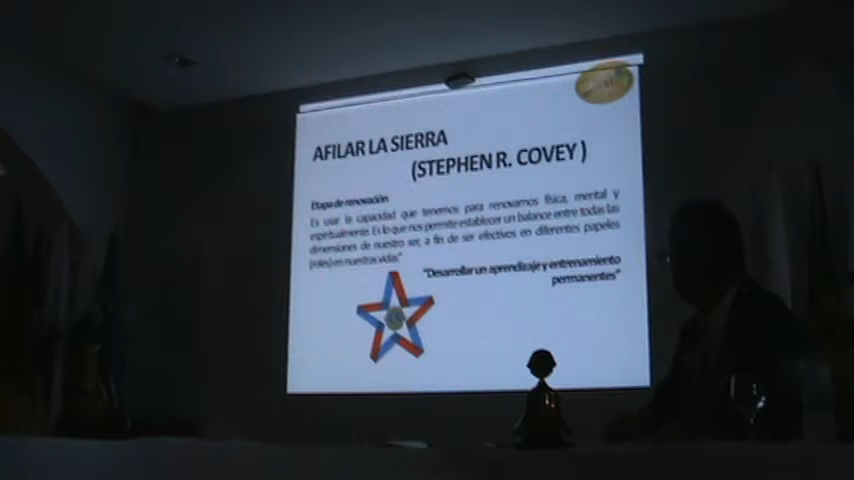 AFILAR LA SIERRA
(STEPHEN R. COVEY)
Etapa de renovación
Es usar la capacidad que tenemos para renovarnos física, mental y
espiritualmente. Es lo que nos permite establecer un balance entre todas las
dimensiones de nuestro ser, a fin de ser efectivos en diferentes papeles
(roles) en nuestras vidas"
"Desarrollar un aprendizaje y entrenamiento
permanentes"